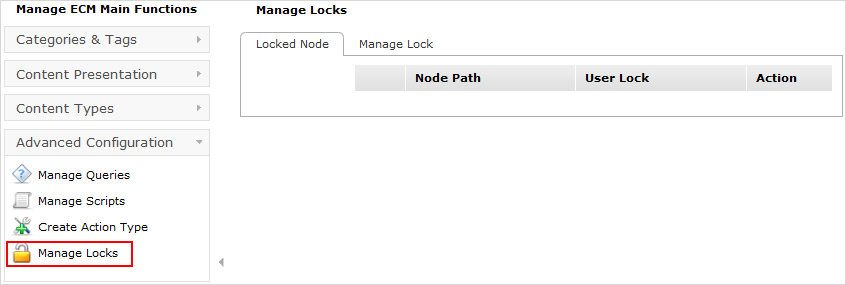 Manage ECM Main Functions
Categories & Tags
Content Presentation
Content Types
Advanced Configuration
Manage Queries
Manage Scripts
Create Action Type
Manage Locks
Manage Locks
Locked Node Manage Lock
Node Path User Lock Action